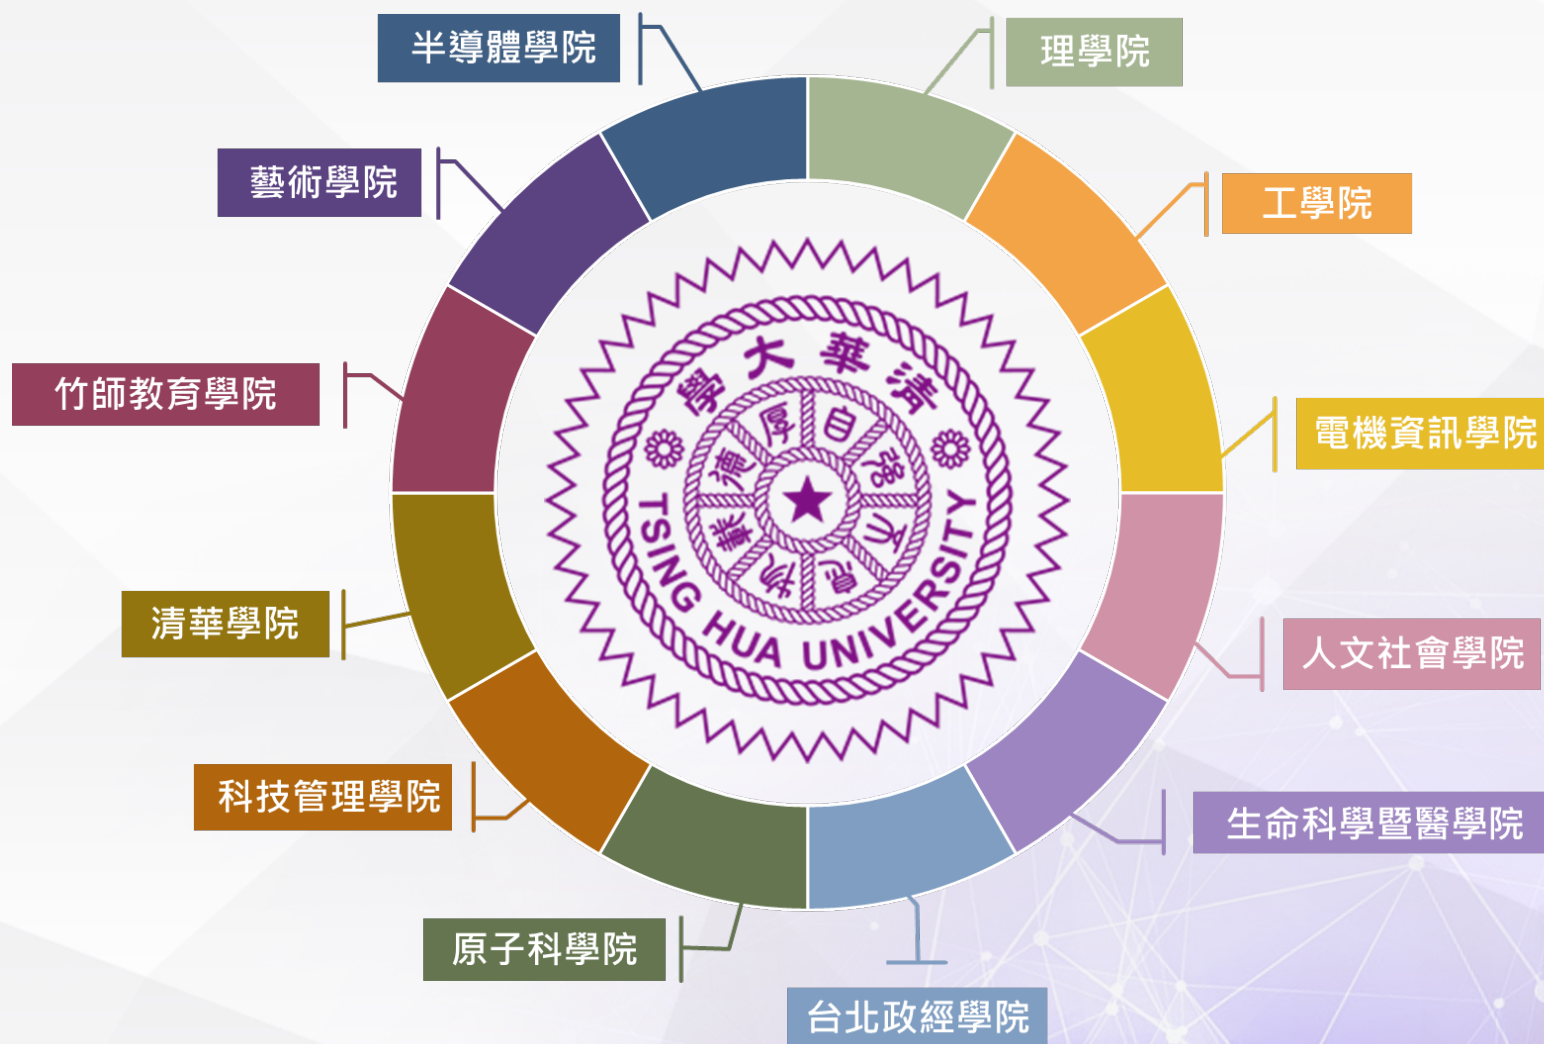 半導體學院
理學院
藝術學院
工學院
竹師教育學院
電機資訊學院
清華學院
人文社會學院
科技管理學院
生命科學暨醫學院
原子科學院
台北政經學院
學大華清
TSING HUA UNIVERSITY
自強不息
厚德載物